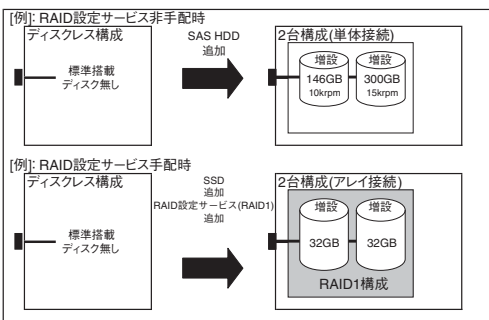 [例]: RAID設定サービス非手配時
ディスクレス構成
標準搭載
ディスク無し
SAS HDD
追加
2台構成(単体接続)
増設
146GB
10krpm
増設
300GB
15krpm
[例]: RAID設定サービス手配時
ディスクレス構成
標準搭載
ディスク無し
SSD
追加
RAID設定サービス(RAID1)
追加
2台構成(アレイ接続)
増設
32GB
増設
32GB
RAID1構成